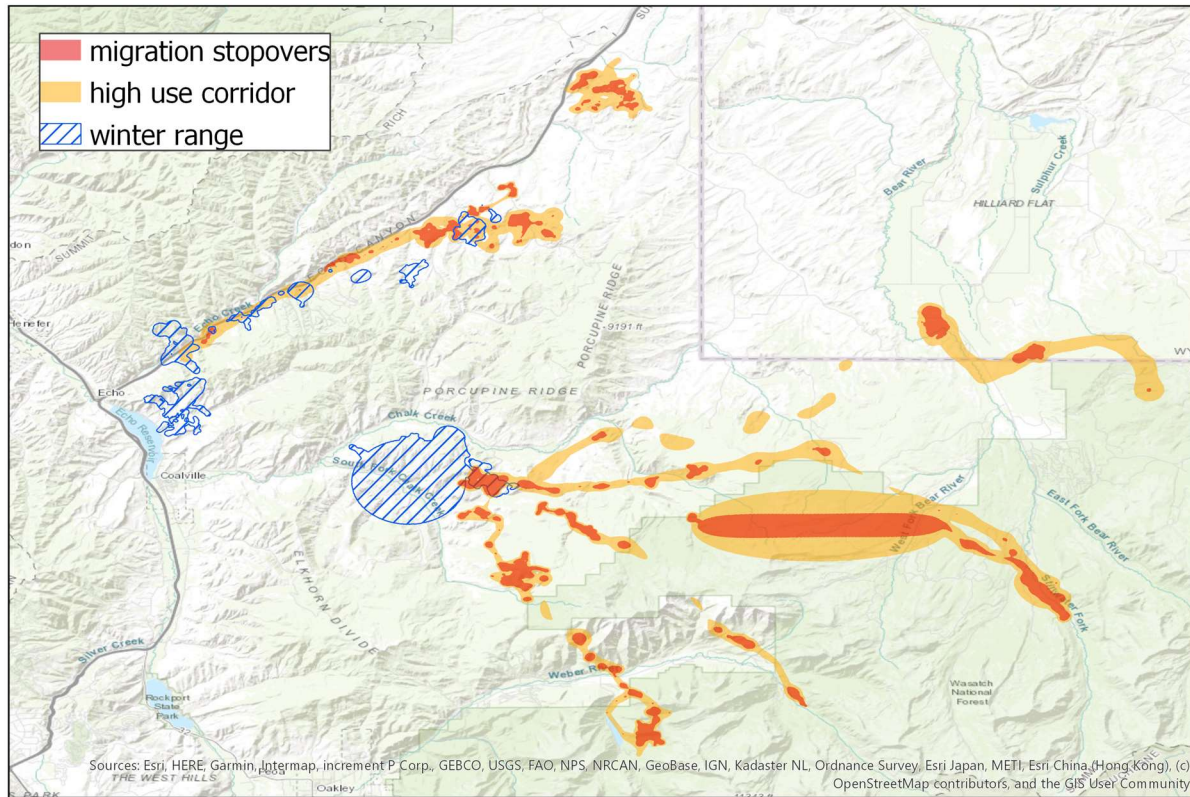 migration stopovers
high use corridor
winter range
RICH
SUMMIT
Bear River
Sulphur Creek
HILLIARD FLAT
CANYON
Echo Creek
PORCUPINE RIDGE
9191 ft
WY
Echo
Echo Reservoir
PORCUPINE RIDGE
Chalk Creek
Coalville
South Fork Chalk Creek
West Fork Bear River
East Fork Bear River
ELKHORN DIVIDE
Stillwater Fork
Silver Creek
Weber River
Rockport
State
Park
Wasatch
National
Forest
THE WEST HILLS
Peoa
Oakley
Sources: Esri, HERE, Garmin, Intermap, increment P Corp., GEBCO, USGS, FAO, NPS, NRCAN, GeoBase, IGN, Kadaster NL, Ordnance Survey, Esri Japan, METI, Esri China (Hong Kong), (c)
OpenStreetMap contributors, and the GIS User Community